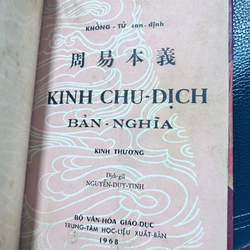 KHỔNG-TỬ san-định
周易本義
KINH CHU-DỊCH
BẢN-NGHĨA
KINH THƯỢNG
Dịch-giả
NGUYỄN-DUY-TINH
BỘ VĂN-HÓA GIÁO-DỤC
TRUNG-TÂM HỌC-LIỆU XUẤT-BẢN
1968